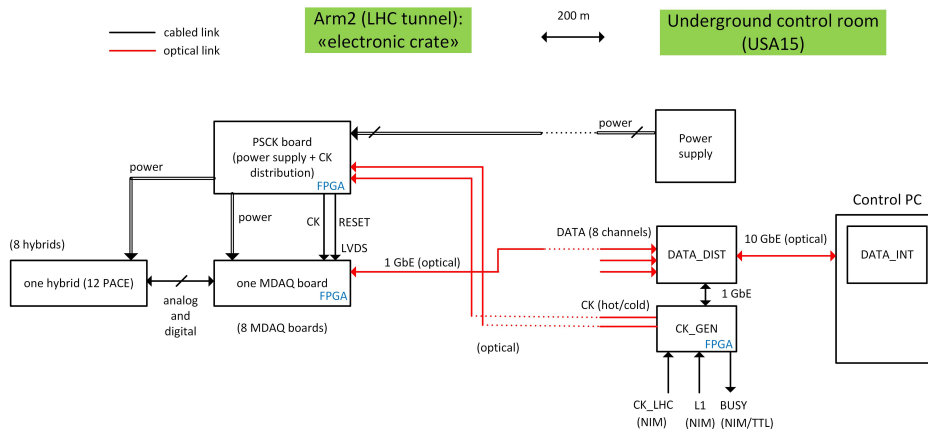 Arm2 (LHC tunnel):
«electronic crate»
200 m
Underground control room
(USA15)
cabled link
optical link
PSCK board
(power supply + CK
distribution)
FPGA
power
Power
supply
power
power
CK
RESET
LVDS
Control PC
(8 hybrids)
one hybrid (12 PACE)
analog
and
digital
one MDAQ board
FPGA
(8 MDAQ boards)
1 GbE (optical)
DATA (8 channels)
DATA_DIST
10 GbE (optical)
DATA_INT
1 GbE
CK (hot/cold)
(optical)
CK_GEN
FPGA
CK_LHC
(NIM)
L1
(NIM)
BUSY
(NIM/TTL)